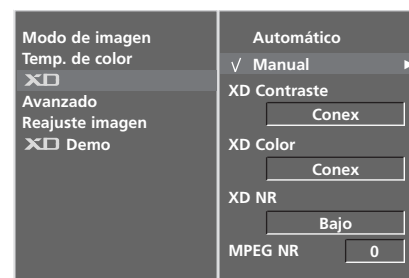 Modo de imagen
Temp. de color
XD
Avanzado
Reajuste imagen
XD Demo
Automático
√ Manual
XD Contraste
Conex
XD Color
Conex
XD NR
Bajo
MPEG NR 0